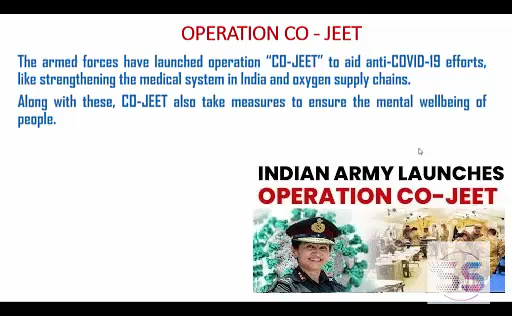 OPERATION CO - JEET
The armed forces have launched operation "CO-JEET" to aid anti-COVID-19 efforts,
like strengthening the medical system in India and oxygen supply chains.
Along with these, CO-JEET also take measures to ensure the mental wellbeing of
people.
INDIAN ARMY LAUNCHES
OPERATION CO-JEET